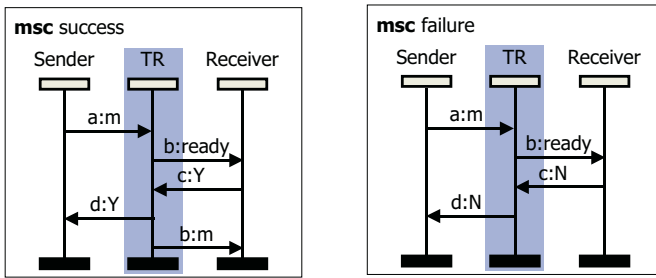 msc success
Sender TR Receiver
a:m
b:ready
c:Y
d:Y
b:m
msc failure
Sender TR Receiver
a:m
b:ready
c:N
d:N